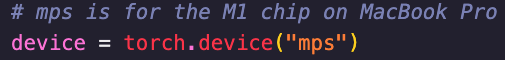 # mps is for the M1 chip on MacBook Pro
device = torch.device("mps")